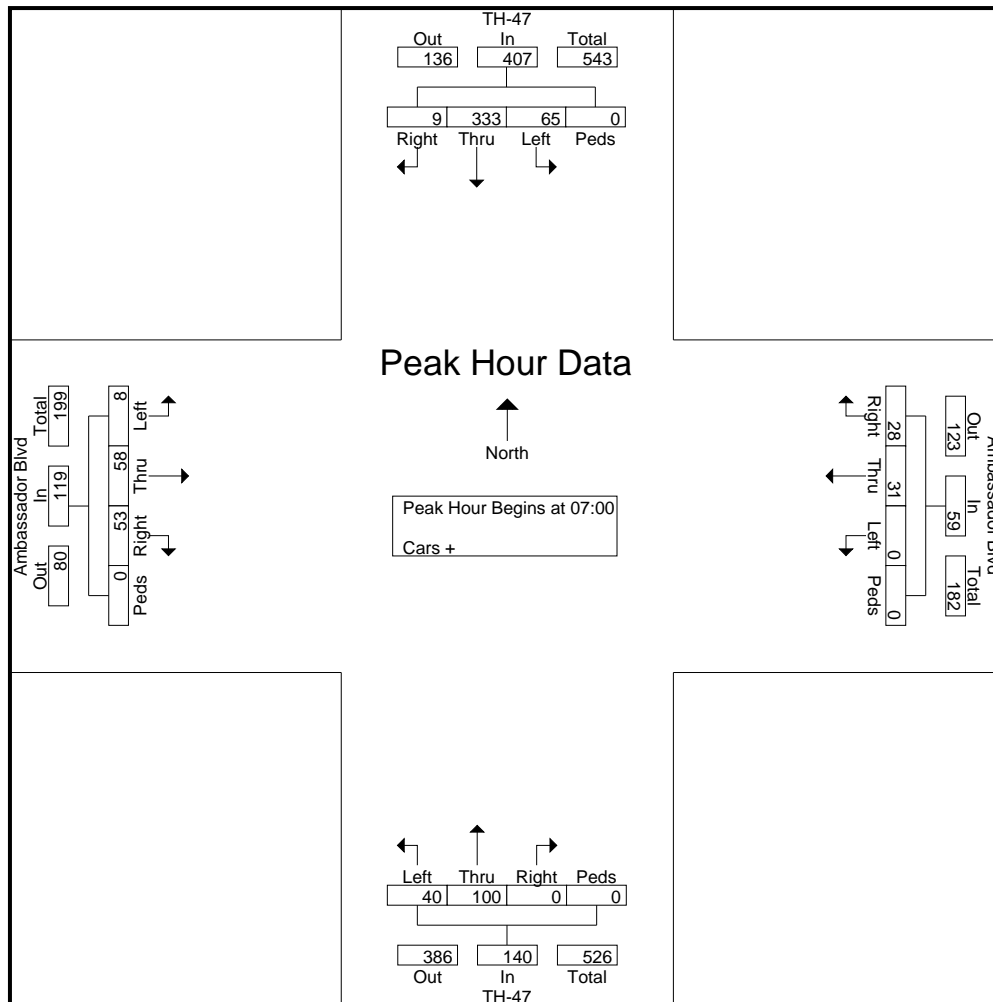 TH-47
Out In Total
136 407 543
9 333 65 0
Right Thru Left Peds
Peak Hour Data
North
Peak Hour Begins at 07:00
Cars +
Ambassador Blvd
Total In Out
199 119 80
8 58 53 0
Left Thru Right Peds
Ambassador Blvd
Out In Total
123 59 182
28 31 0 0
Right Thru Left Peds
Left Thru Right Peds
40 100 0 0
386 140 526
Out In Total
TH-47